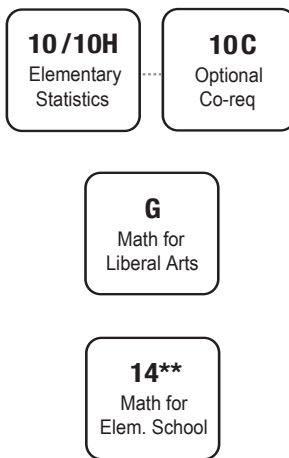 10/10H
Elementary
Statistics
10C
Optional
Co-req
G
Math for
Liberal Arts
14**
Math for
Elem. School